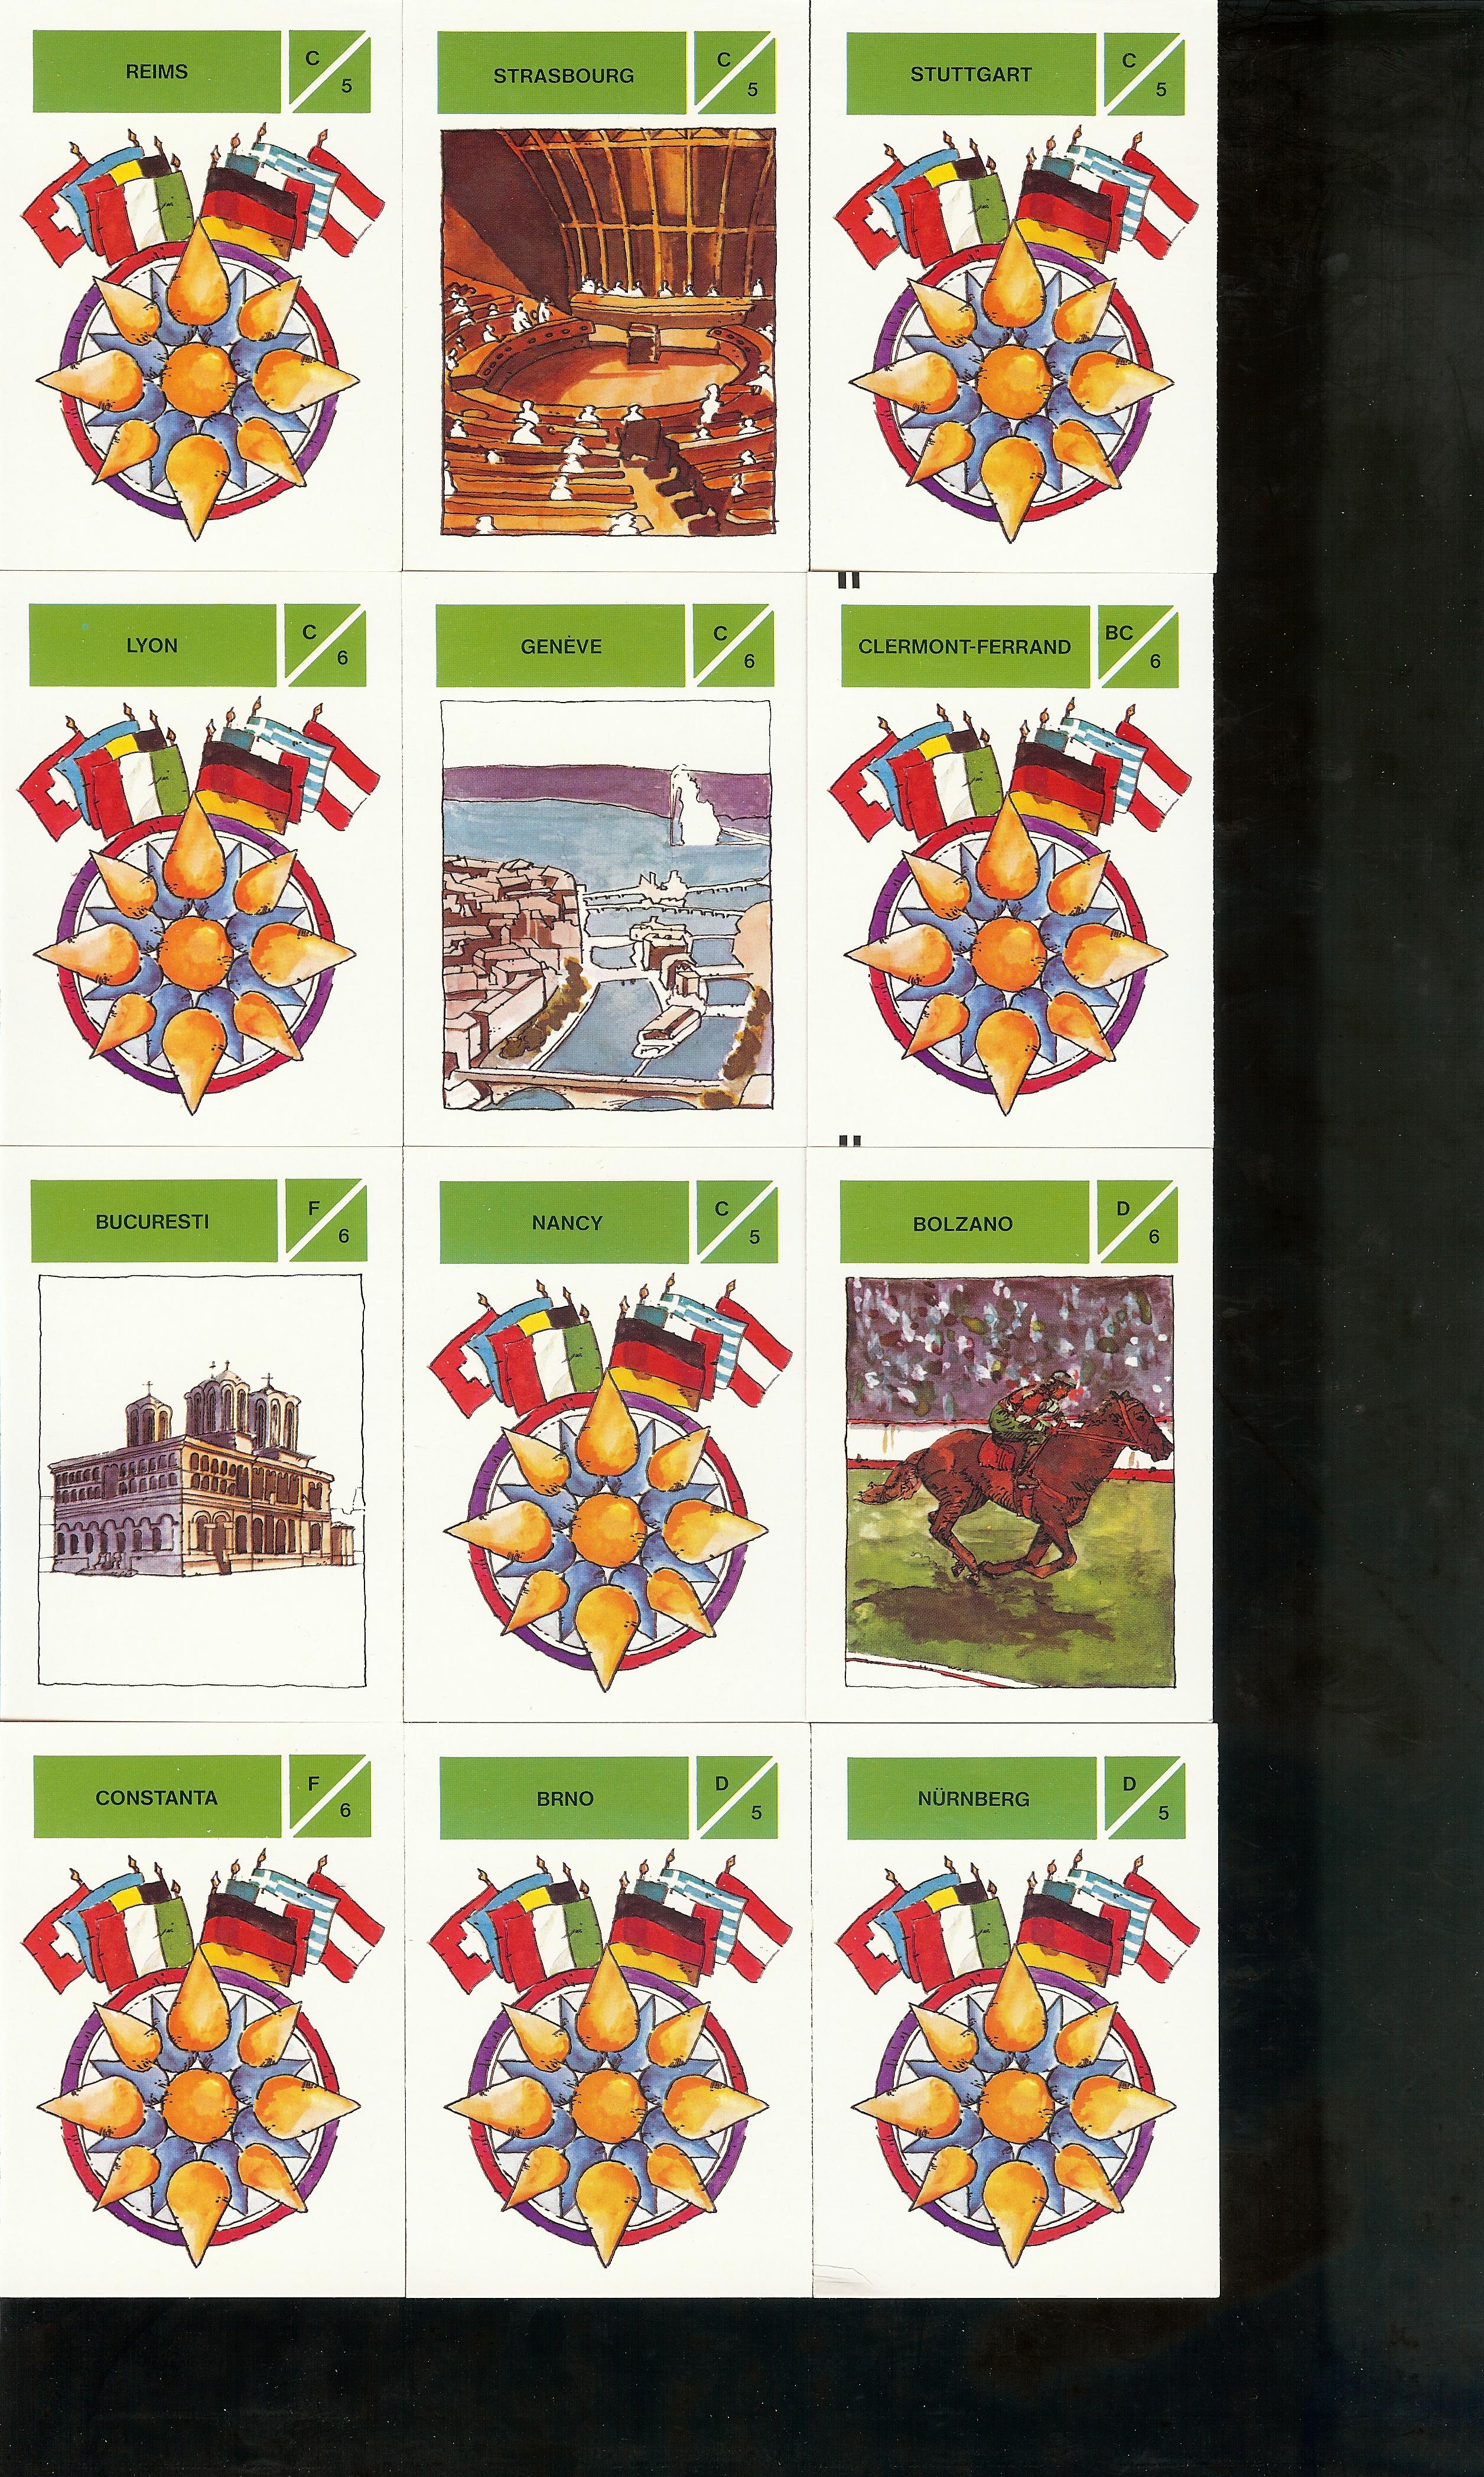 REIMS C 5
STRASBOURG C 5
STUTTGART C 5
LYON C 6
GENÈVE C 6
CLERMONT-FERRAND BC 6
BUCURESTI F 6
NANCY C 5
BOLZANO D 6
CONSTANTA F 6
BRNO D 5
NÜRNBERG D 5